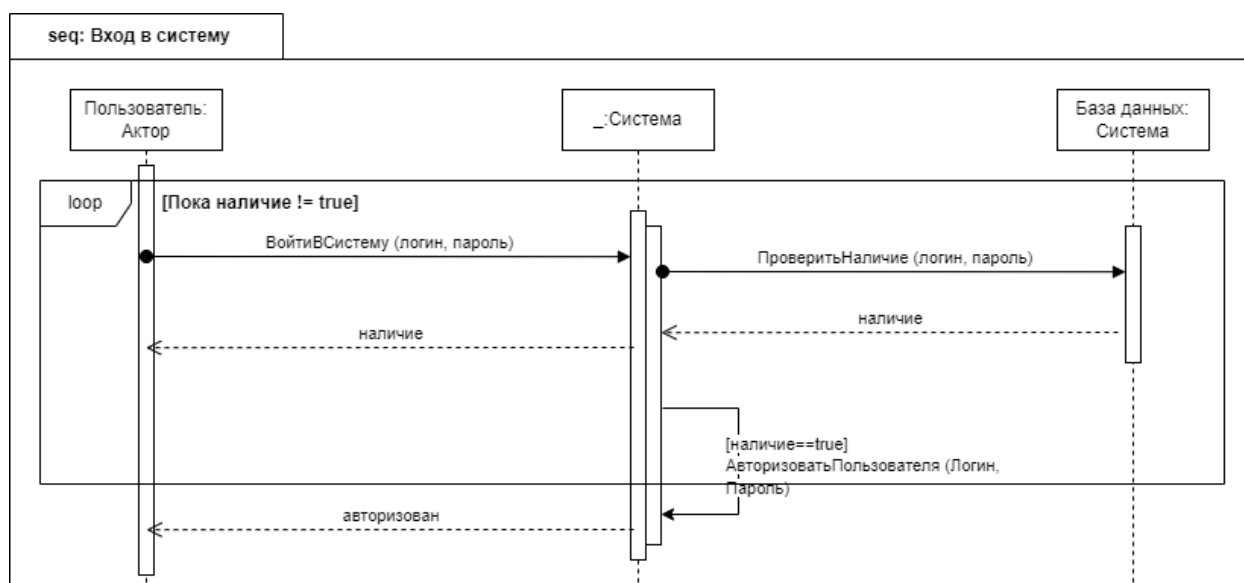 seq: Вход в систему
Пользователь:
Актор
_:Система
База данных:
Система
loop
[Пока наличие != true]
ВойтиВСистему (логин, пароль)
ПроверитьНаличие (логин, пароль)
наличие
наличие
[наличие==true]
АвторизоватьПользователя (Логин,
Пароль)
авторизован